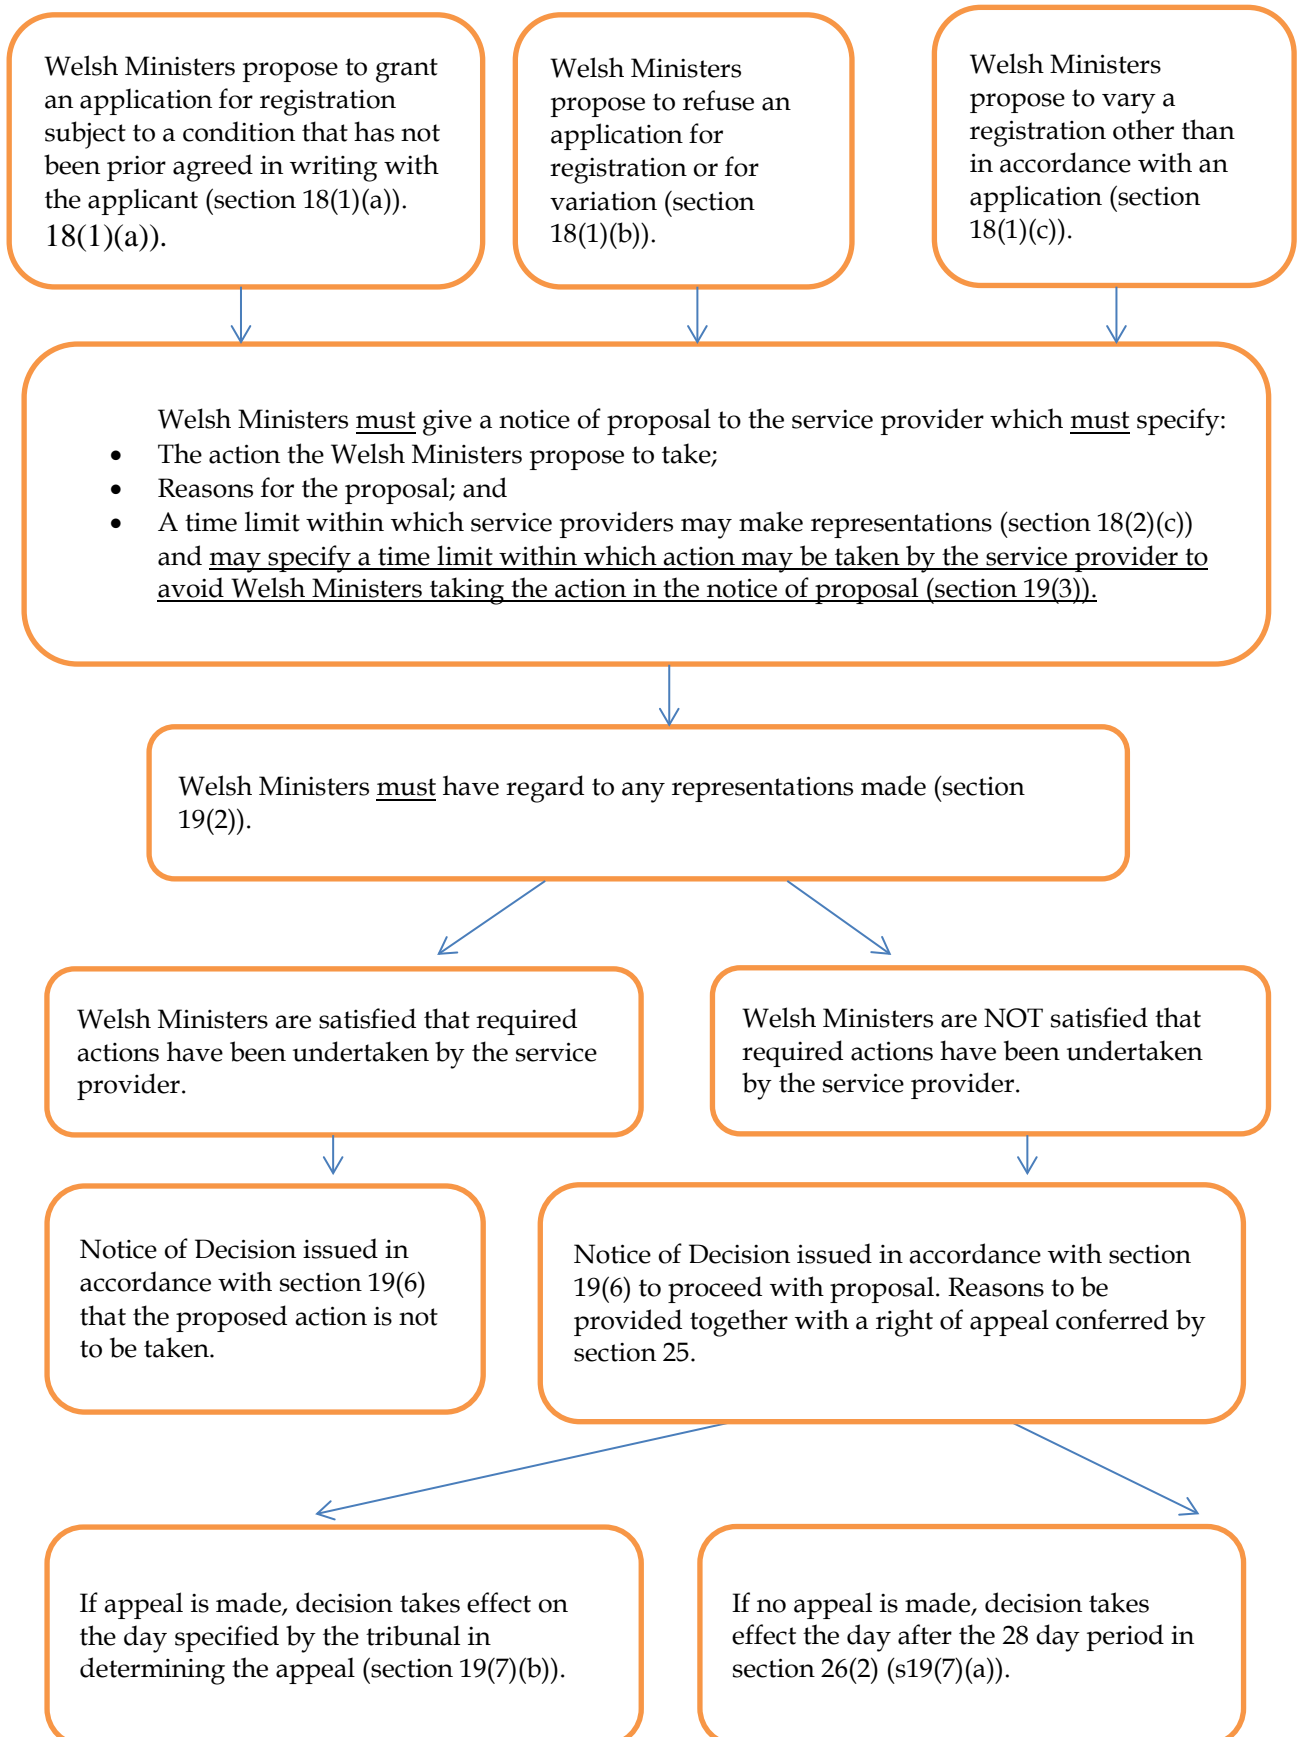 Welsh Ministers propose to grant
an application for registration
subject to a condition that has not
been prior agreed in writing with
the applicant (section 18(1)(a)).
18(1)(a)).
Welsh Ministers
propose to refuse an
application for
registration or for
variation (section
18(1)(b)).
Welsh Ministers
propose to vary a
registration other than
in accordance with an
application (section
18(1)(c)).
Welsh Ministers must give a notice of proposal to the service provider which must specify:
• The action the Welsh Ministers propose to take;
• Reasons for the proposal; and
• A time limit within which service providers may make representations (section 18(2)(c))
and may specify a time limit within which action may be taken by the service provider to
avoid Welsh Ministers taking the action in the notice of proposal (section 19(3)).
Welsh Ministers must have regard to any representations made (section
19(2)).
Welsh Ministers are satisfied that required
actions have been undertaken by the service
provider.
Welsh Ministers are NOT satisfied that
required actions have been undertaken
by the service provider.
Notice of Decision issued in
accordance with section 19(6)
that the proposed action is not
to be taken.
Notice of Decision issued in accordance with section
19(6) to proceed with proposal. Reasons to be
provided together with a right of appeal conferred by
section 25.
If appeal is made, decision takes effect on
the day specified by the tribunal in
determining the appeal (section 19(7)(b)).
If no appeal is made, decision takes
effect the day after the 28 day period in
section 26(2) (s19(7)(a)).